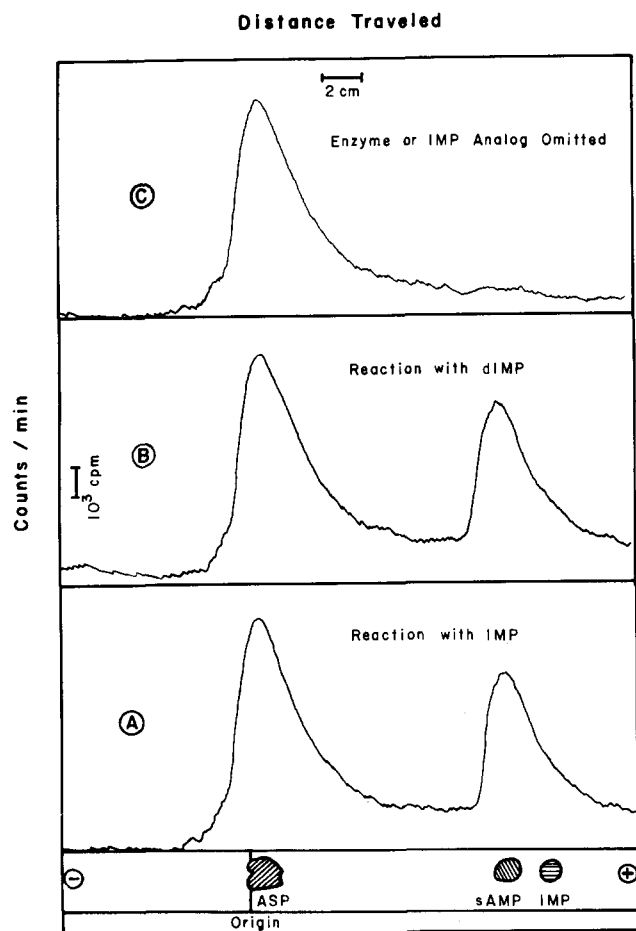 Distance Traveled
2 cm
Enzyme or IMP Analog Omitted
C
Reaction with dIMP
B
10³ cpm
Counts / min
Reaction with IMP
A
− ASP sAMP IMP +
Origin